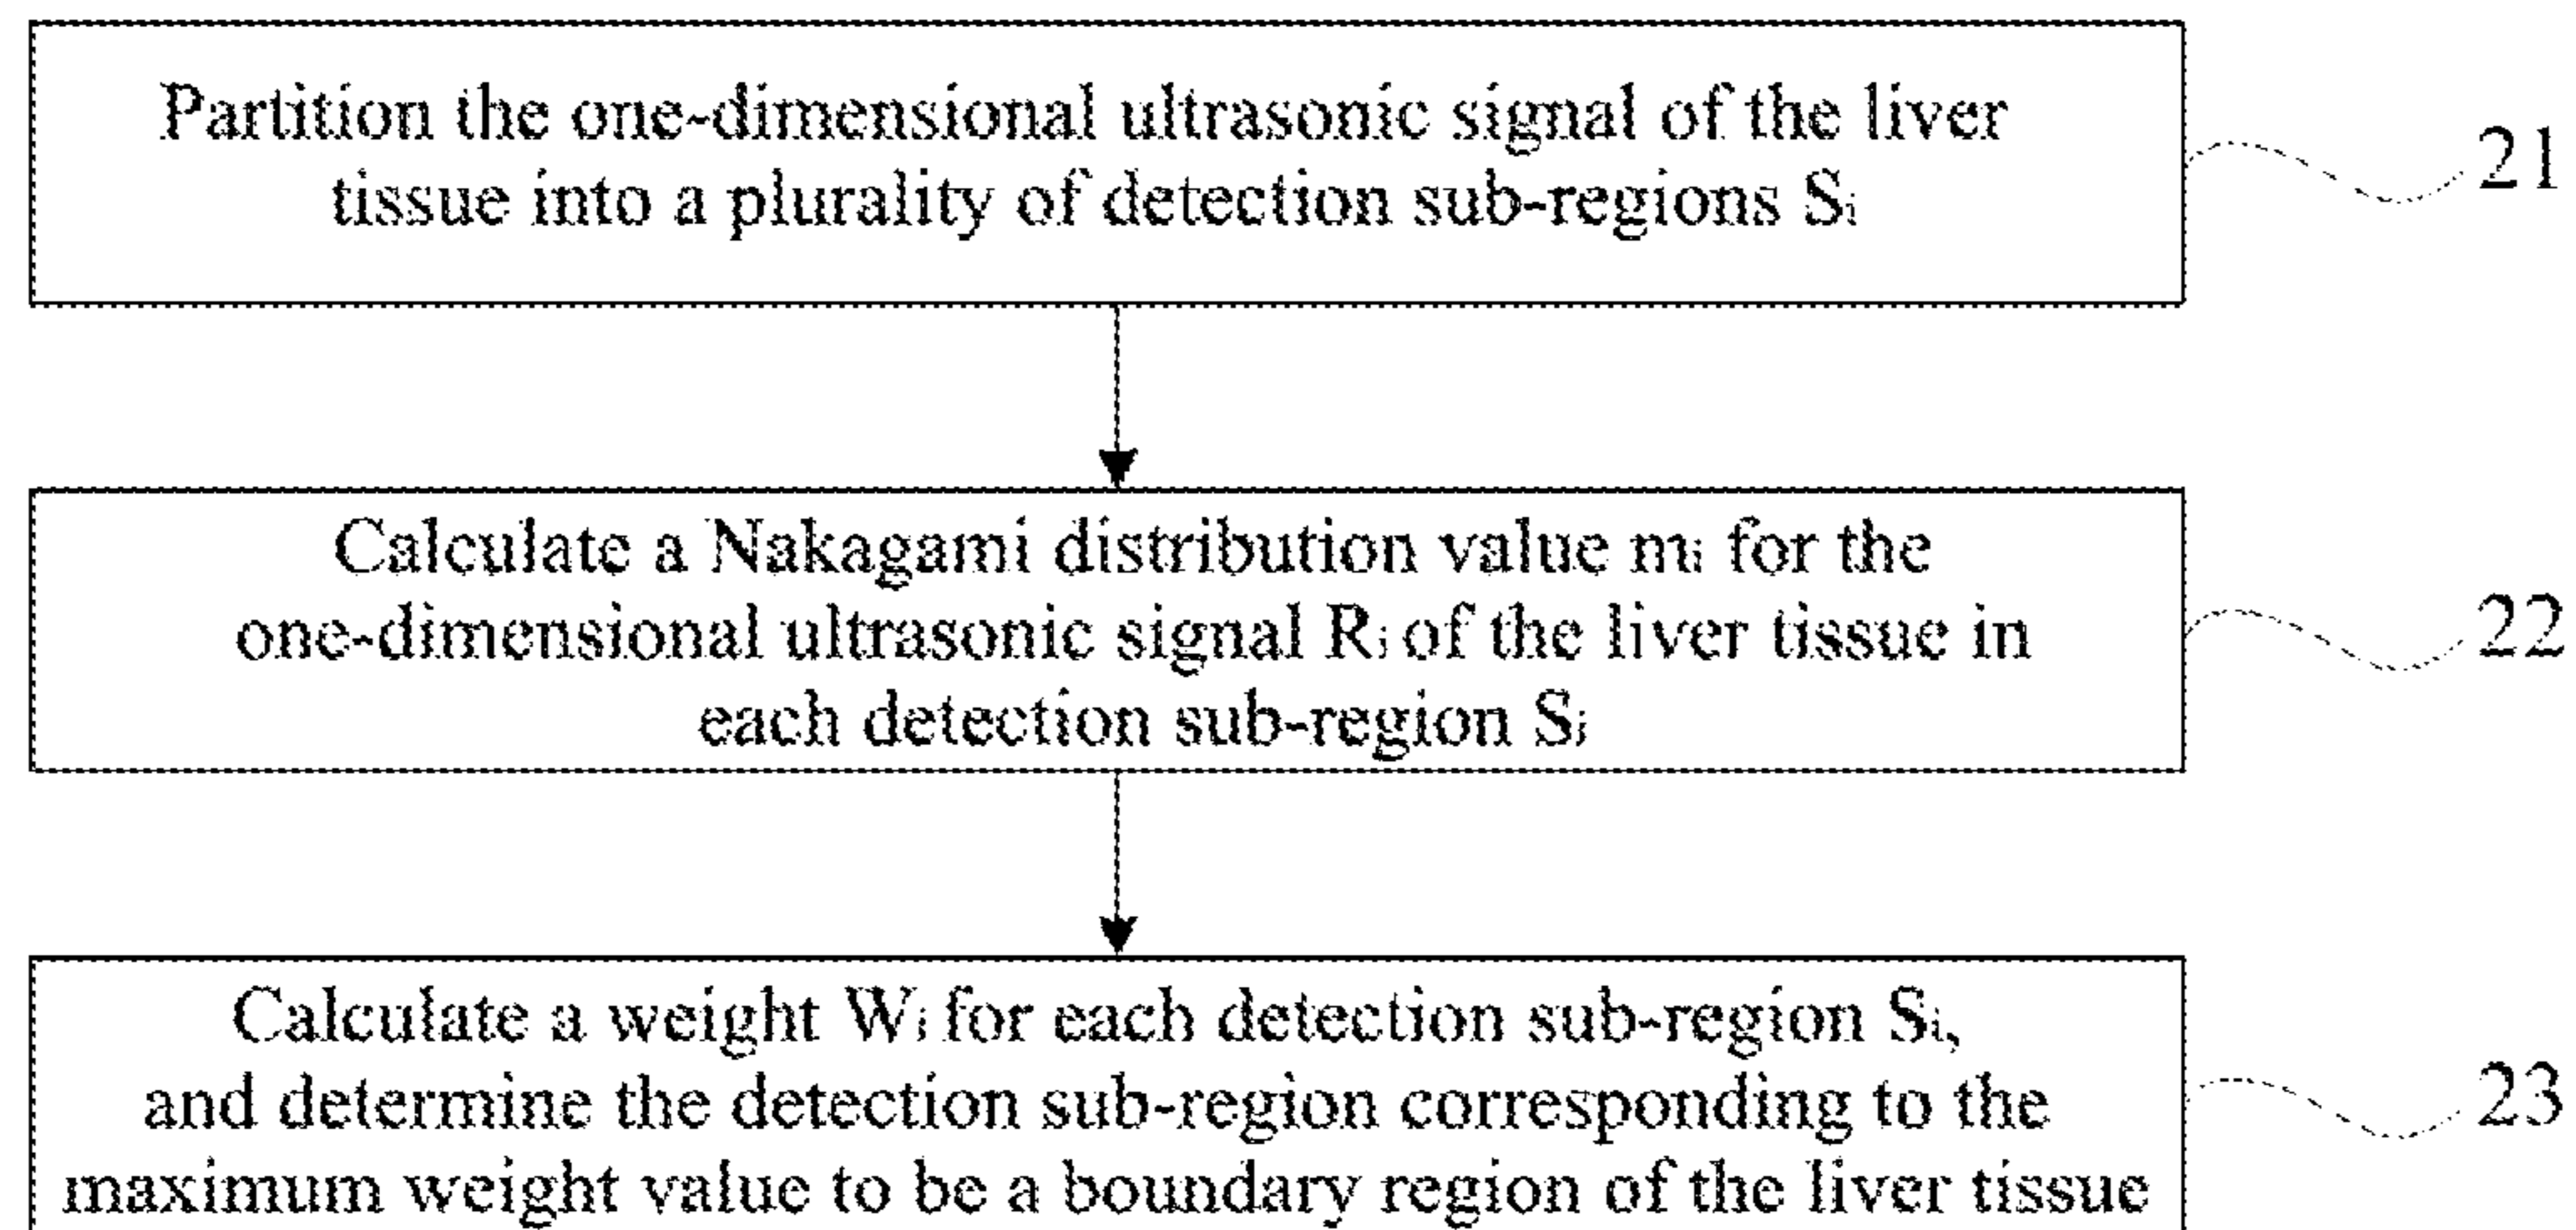 Partition the one-dimensional ultrasonic signal of the liver
tissue into a plurality of detection sub-regions Si
21
Calculate a Nakagami distribution value mi for the
one-dimensional ultrasonic signal Ri of the liver tissue in
each detection sub-region Si
22
Calculate a weight Wi for each detection sub-region Si,
and determine the detection sub-region corresponding to the
maximum weight value to be a boundary region of the liver tissue
23